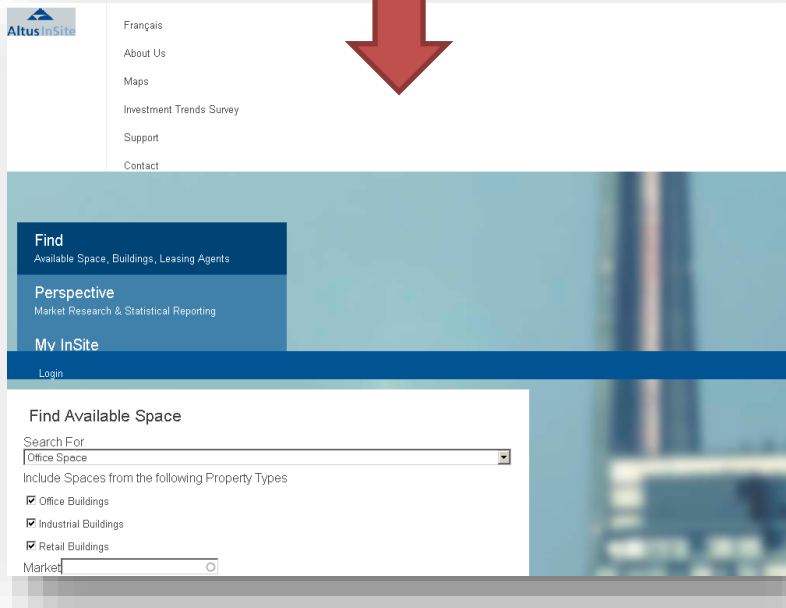 AltusInSite
Français
About Us
Maps
Investment Trends Survey
Support
Contact
Find
Available Space, Buildings, Leasing Agents
Perspective
Market Research & Statistical Reporting
My InSite
Login
Find Available Space
Search For
Office Space
Include Spaces from the following Property Types
Office Buildings
Industrial Buildings
Retail Buildings
Market